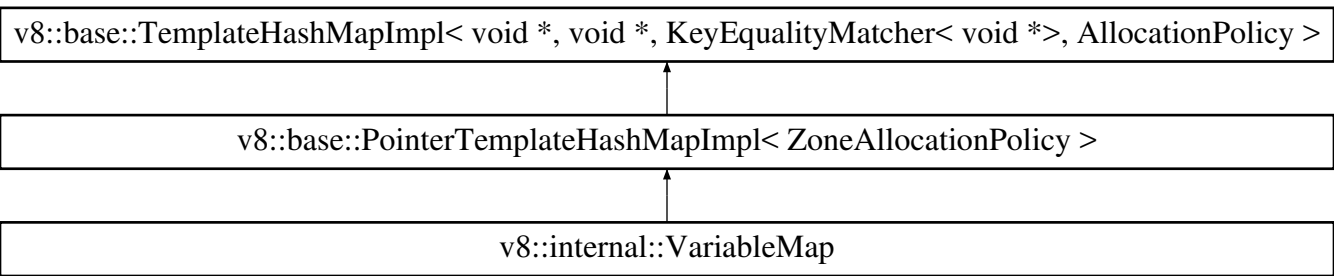 v8::base::TemplateHashMapImpl< void *, void *, KeyEqualityMatcher< void *>, AllocationPolicy >
v8::base::PointerTemplateHashMapImpl< ZoneAllocationPolicy >
v8::internal::VariableMap